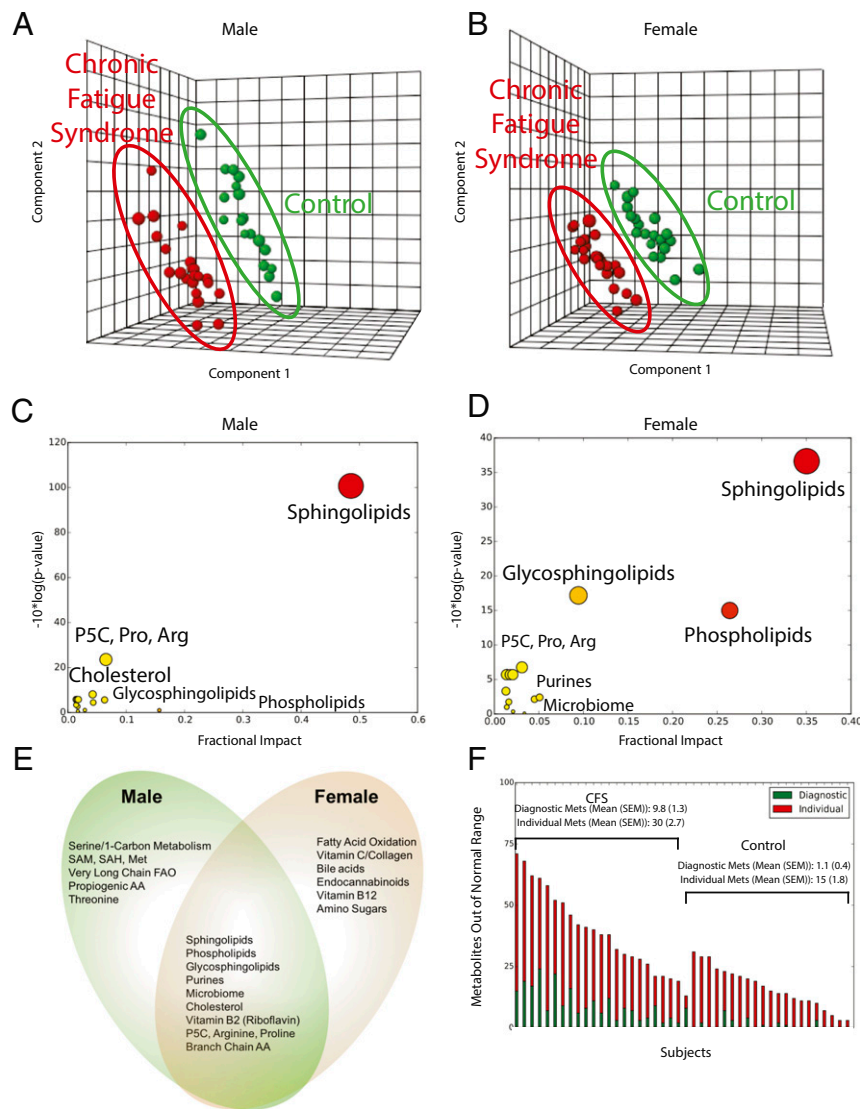 A
Male
Chronic
Fatigue
Syndrome
Control
Component 2
Component 1
B
Female
Chronic
Fatigue
Syndrome
Control
Component 2
Component 1
C
Male
120
100
80
60
40
20
0
0.0
0.1
0.2
0.3
0.4
0.5
0.6
-10*log(p-value)
Fractional Impact
Sphingolipids
P5C, Pro, Arg
Cholesterol
Glycosphingolipids
Phospholipids
D
Female
40
35
30
25
20
15
10
5
0
0.00
0.05
0.10
0.15
0.20
0.25
0.30
0.35
0.40
-10*log(p-value)
Fractional Impact
Sphingolipids
Glycosphingolipids
Phospholipids
P5C, Pro, Arg
Purines
Microbiome
E
Male
Serine/1-Carbon Metabolism
SAM, SAH, Met
Very Long Chain FAO
Propiogenic AA
Threonine
Female
Fatty Acid Oxidation
Vitamin C/Collagen
Bile acids
Endocannabinoids
Vitamin B12
Amino Sugars
Sphingolipids
Phospholipids
Glycosphingolipids
Purines
Microbiome
Cholesterol
Vitamin B2 (Riboflavin)
P5C, Arginine, Proline
Branch Chain AA
F
100
75
50
25
0
Metabolites Out of Normal Range
Subjects
CFS
Diagnostic Mets (Mean (SEM)): 9.8 (1.3)
Individual Mets (Mean (SEM)): 30 (2.7)
Diagnostic
Individual
Control
Diagnostic Mets (Mean (SEM)): 1.1 (0.4)
Individual Mets (Mean (SEM)): 15 (1.8)